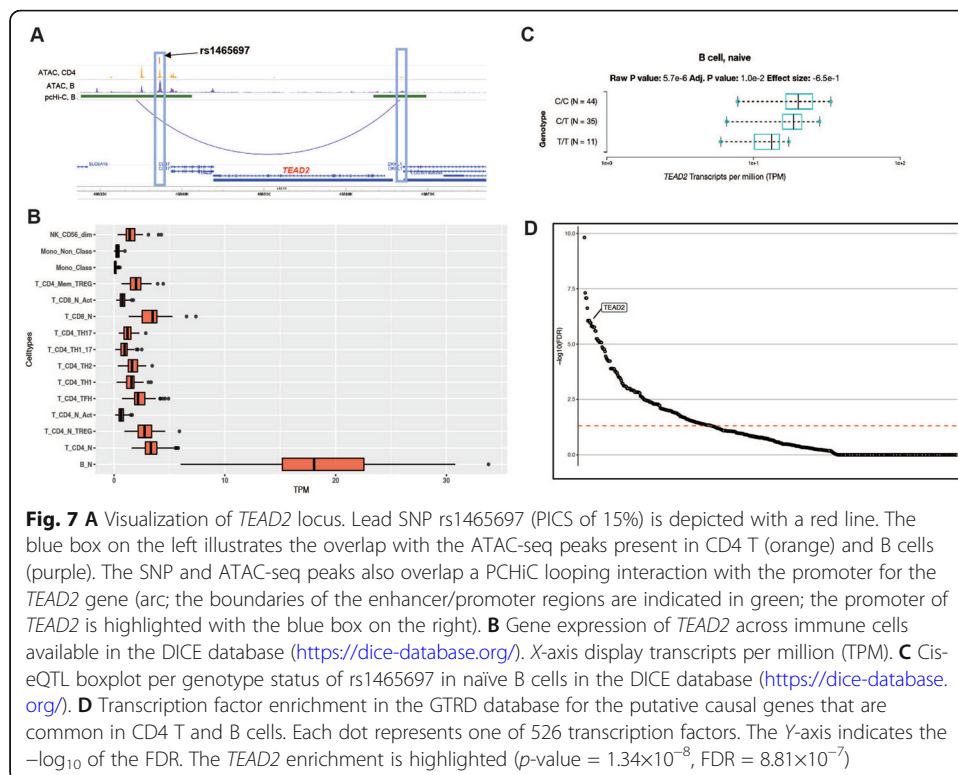 A
rs1465697
ATAC, CD4
ATAC, B
pcHi-C, B
TEAD2
B
NK_CD56_dim
Mono_Non_Class
Mono_Class
T_CD4_Mem_TREG
T_CD8_N_Act
T_CD8_N
T_CD4_TH17
T_CD4_TH1_17
T_CD4_TH2
T_CD4_TH1
T_CD4_TFH
T_CD4_N_Act
T_CD4_N_TREG
T_CD4_N
B_N
Celltypes
0 10 20 30
TPM
C
B cell, naive
Raw P value: 5.7e-6 Adj. P value: 1.0e-2 Effect size: -6.5e-1
Genotype
C/C (N = 44)
C/T (N = 35)
T/T (N = 11)
1e+0 1e+1 1e+2
TEAD2 Transcripts per million (TPM)
D
10.0
7.5
5.0
2.5
0.0
−log10(FDR)
TEAD2
Fig. 7 A Visualization of TEAD2 locus. Lead SNP rs1465697 (PICS of 15%) is depicted with a red line. The
blue box on the left illustrates the overlap with the ATAC-seq peaks present in CD4 T (orange) and B cells
(purple). The SNP and ATAC-seq peaks also overlap a PCHiC looping interaction with the promoter for the
TEAD2 gene (arc; the boundaries of the enhancer/promoter regions are indicated in green; the promoter of
TEAD2 is highlighted with the blue box on the right). B Gene expression of TEAD2 across immune cells
available in the DICE database (https://dice-database.org/). X-axis display transcripts per million (TPM). C Cis-
eQTL boxplot per genotype status of rs1465697 in naïve B cells in the DICE database (https://dice-database.
org/). D Transcription factor enrichment in the GTRD database for the putative causal genes that are
common in CD4 T and B cells. Each dot represents one of 526 transcription factors. The Y-axis indicates the
−log₁₀ of the FDR. The TEAD2 enrichment is highlighted (p-value = 1.34×10⁻⁸, FDR = 8.81×10⁻⁷)